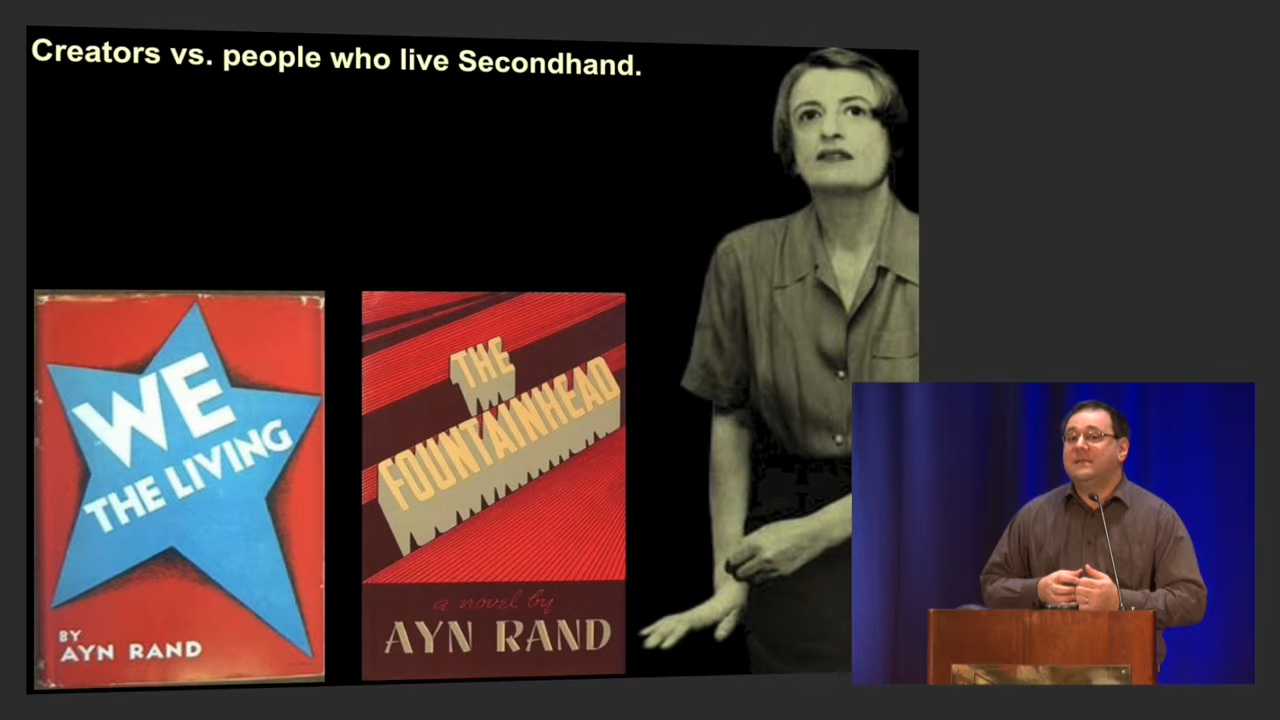 Creators vs. people who live Secondhand.
WE
THE LIVING
BY
AYN RAND
THE
FOUNTAINHEAD
a novel by
AYN RAND